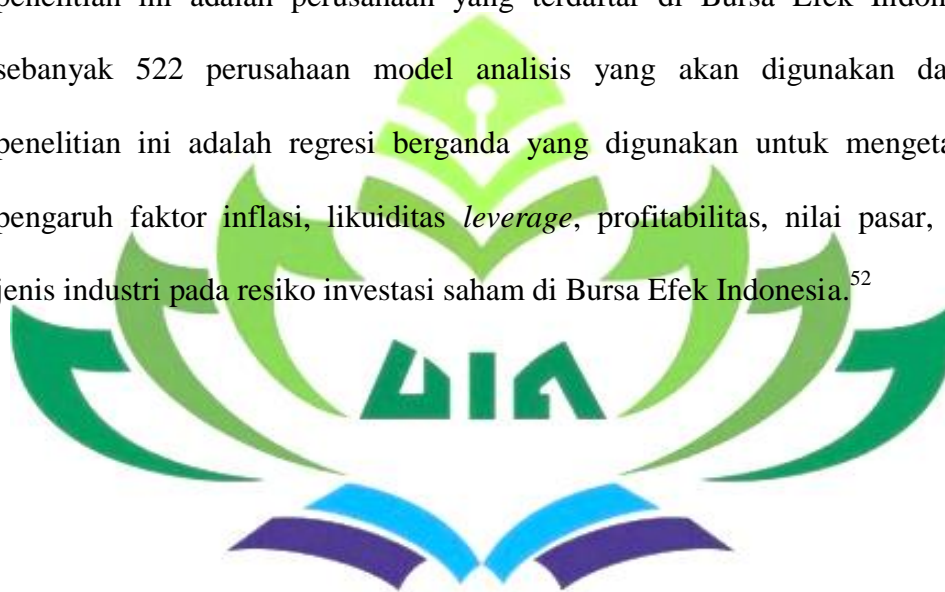 penelitian ini adalah perusahaan yang terdaftar di Bursa Efek Indon
sebanyak 522 perusahaan model analisis yang akan digunakan da
penelitian ini adalah regresi berganda yang digunakan untuk mengeta
pengaruh faktor inflasi, likuiditas leverage, profitabilitas, nilai pasar,
jenis industri pada resiko investasi saham di Bursa Efek Indonesia.52
UIN